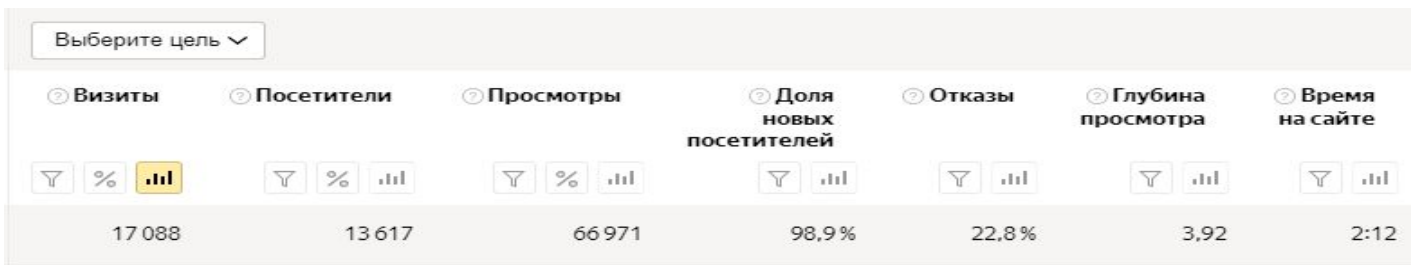 Выберите цель
Визиты
Посетители
Просмотры
Доля
новых
посетителей
Отказы
Глубина
просмотра
Время
на сайте
%
%
%
17 088
13 617
66 971
98,9 %
22,8 %
3,92
2:12